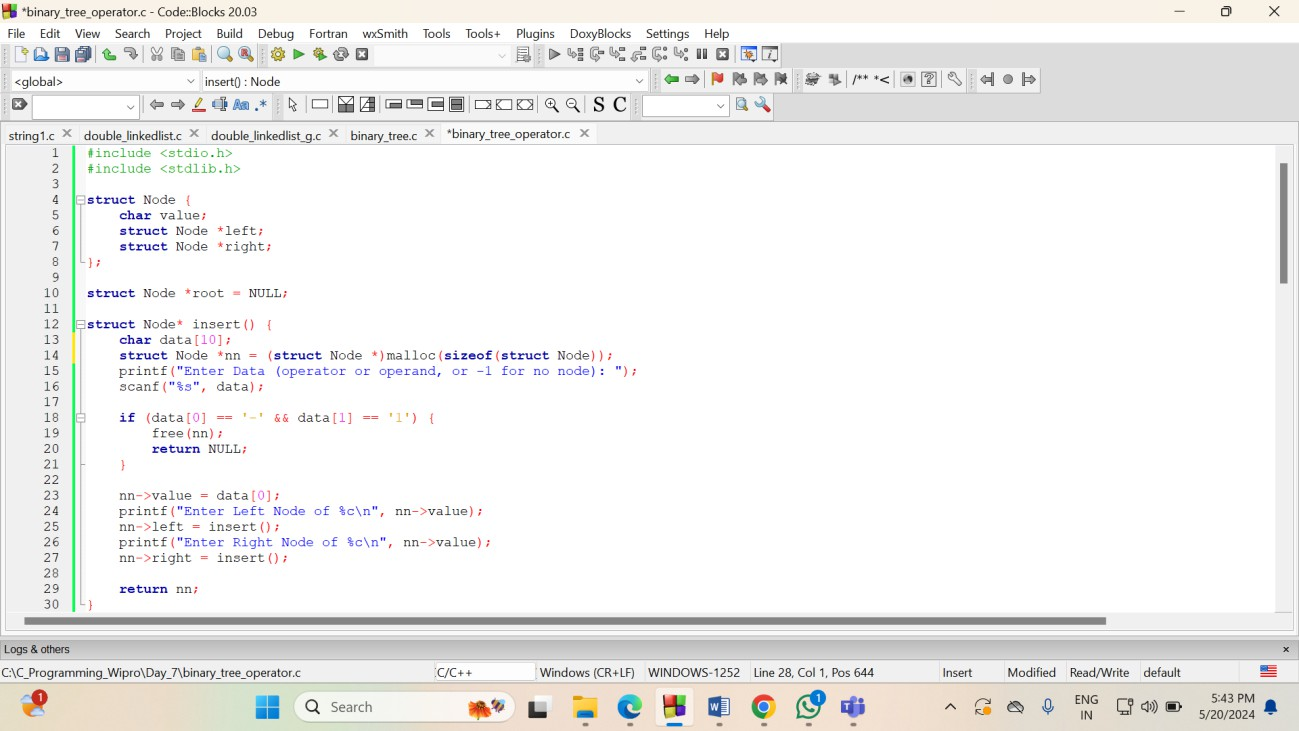 *binary_tree_operator.c - Code::Blocks 20.03
File Edit View Search Project Build Debug Fortran wxSmith Tools Tools+ Plugins DoxyBlocks Settings Help
<global> insert() : Node /** *<
Aa .* S C
string1.c double_linkedlist.c double_linkedlist_g.c binary_tree.c *binary_tree_operator.c
1 #include <stdio.h>
2 #include <stdlib.h>
3
4 struct Node {
5 char value;
6 struct Node *left;
7 struct Node *right;
8 };
9
10 struct Node *root = NULL;
11
12 struct Node* insert() {
13 char data[10];
14 struct Node *nn = (struct Node *)malloc(sizeof(struct Node));
15 printf("Enter Data (operator or operand, or -1 for no node): ");
16 scanf("%s", data);
17
18 if (data[0] == '-' && data[1] == '1') {
19 free(nn);
20 return NULL;
21 }
22
23 nn->value = data[0];
24 printf("Enter Left Node of %c\n", nn->value);
25 nn->left = insert();
26 printf("Enter Right Node of %c\n", nn->value);
27 nn->right = insert();
28
29 return nn;
30 }
Logs & others
C:\C_Programming_Wipro\Day_7\binary_tree_operator.c C/C++ Windows (CR+LF) WINDOWS-1252 Line 28, Col 1, Pos 644 Insert Modified Read/Write default
1 Search 1 ENG 5:43 PM
IN 5/20/2024